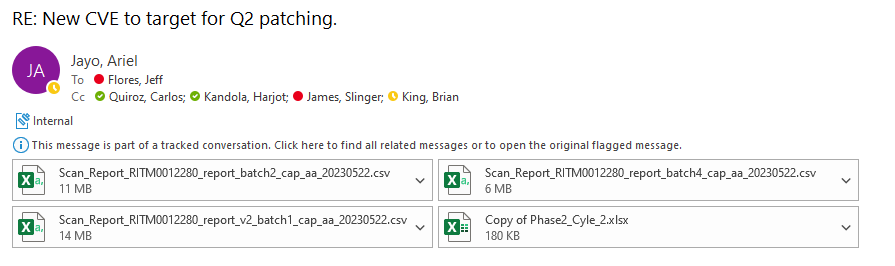 RE: New CVE to target for Q2 patching.
JA
Jayo, Ariel
To Flores, Jeff
Cc Quiroz, Carlos; Kandola, Harjot; James, Slinger; King, Brian
Internal
This message is part of a tracked conversation. Click here to find all related messages or to open the original flagged message.
Scan_Report_RITM0012280_report_batch2_cap_aa_20230522.csv
11 MB
Scan_Report_RITM0012280_report_batch4_cap_aa_20230522.csv
6 MB
Scan_Report_RITM0012280_report_v2_batch1_cap_aa_20230522.csv
14 MB
Copy of Phase2_Cyle_2.xlsx
180 KB